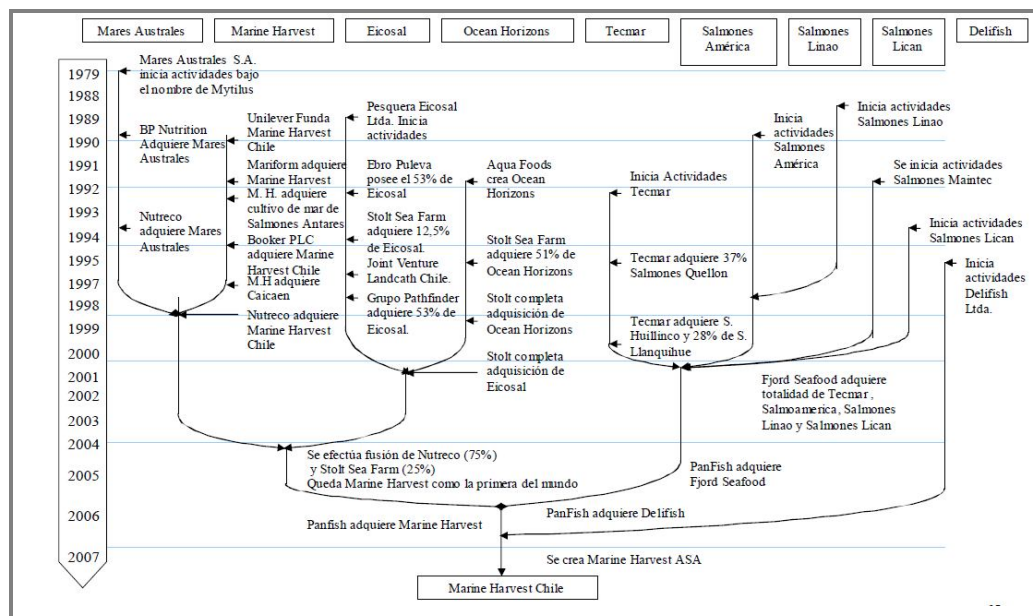 Mares Australes
Marine Harvest
Eicosal
Ocean Horizons
Tecmar
Salmones
América
Salmones
Linao
Salmones
Lican
Delifish
1979
1988
1989
1990
1991
1992
1993
1994
1995
1997
1998
1999
2000
2001
2002
2003
2004
2005
2006
2007
Mares Australes S.A.
inicia actividades bajo
el nombre de Mytilus
BP Nutrition
Adquiere Mares
Australes
Nutreco
adquiere Mares
Australes
Unilever Funda
Marine Harvest
Chile
Mariform adquiere
Marine Harvest
M. H. adquiere
cultivo de mar de
Salmones Antares
Booker PLC
adquiere Marine
Harvest Chile
M.H adquiere
Caicaen
Nutreco adquiere
Marine Harvest
Chile
Pesquera Eicosal
Ltda. Inicia
actividades
Ebro Puleva
posee el 53% de
Eicosal
Stolt Sea Farm
adquiere 12,5%
de Eicosal.
Joint Venture
Landcath Chile.
Grupo Pathfinder
adquiere 53% de
Eicosal.
Aqua Foods
crea Ocean
Horizons
Stolt Sea Farm
adquiere 51% de
Ocean Horizons
Stolt completa
adquisición de
Ocean Horizons
Stolt completa
adquisición de
Eicosal
Inicia Actividades
Tecmar
Tecmar adquiere 37%
Salmones Quellon
Tecmar adquiere S.
Huillinco y 28% de S.
Llanquihue
Inicia
actividades
Salmones
América
Inicia actividades
Salmones Linao
Se inicia actividades
Salmones Maintec
Inicia actividades
Salmones Lican
Inicia
actividades
Delifish
Ltda.
Fjord Seafood adquiere
totalidad de Tecmar ,
Salmoamerica, Salmones
Linao y Salmones Lican
Se efectúa fusión de Nutreco (75%)
y Stolt Sea Farm (25%)
Queda Marine Harvest como la primera del mundo
PanFish adquiere
Fjord Seafood
Panfish adquiere Marine Harvest
PanFish adquiere Delifish
Se crea Marine Harvest ASA
Marine Harvest Chile